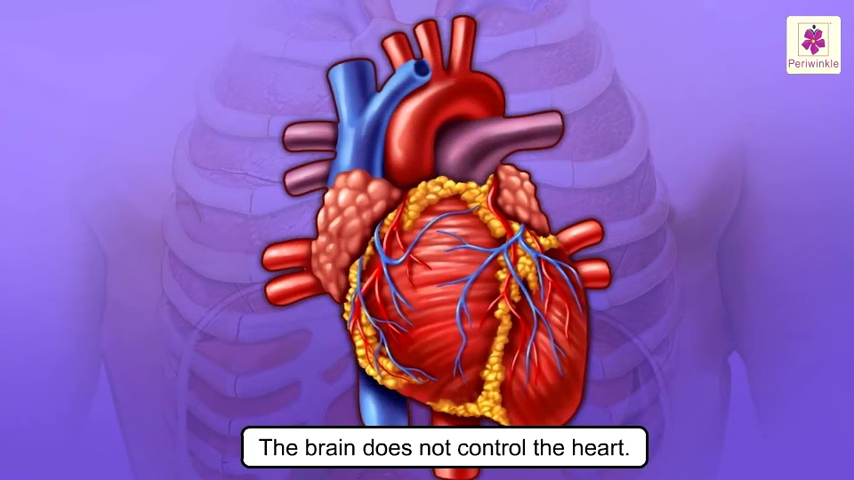 Periwinkle
The brain does not control the heart.